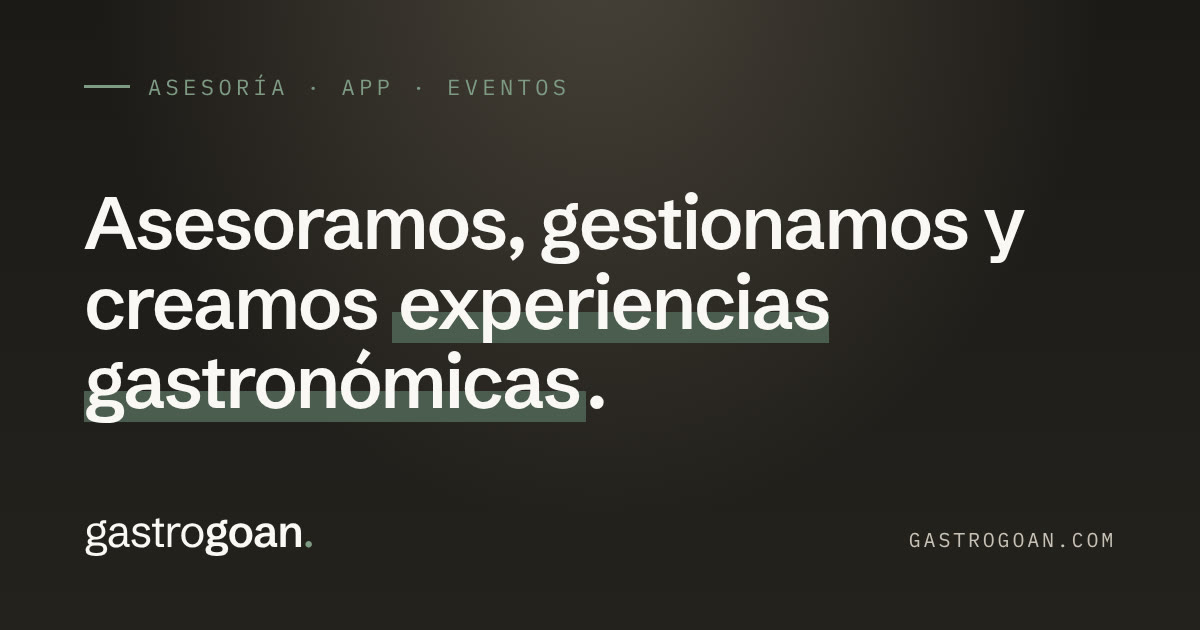 ASESORÍA · APP · EVENTOS
Asesoramos, gestionamos y
creamos experiencias
gastronómicas.
gastrogoan.
GASTROGOAN.COM